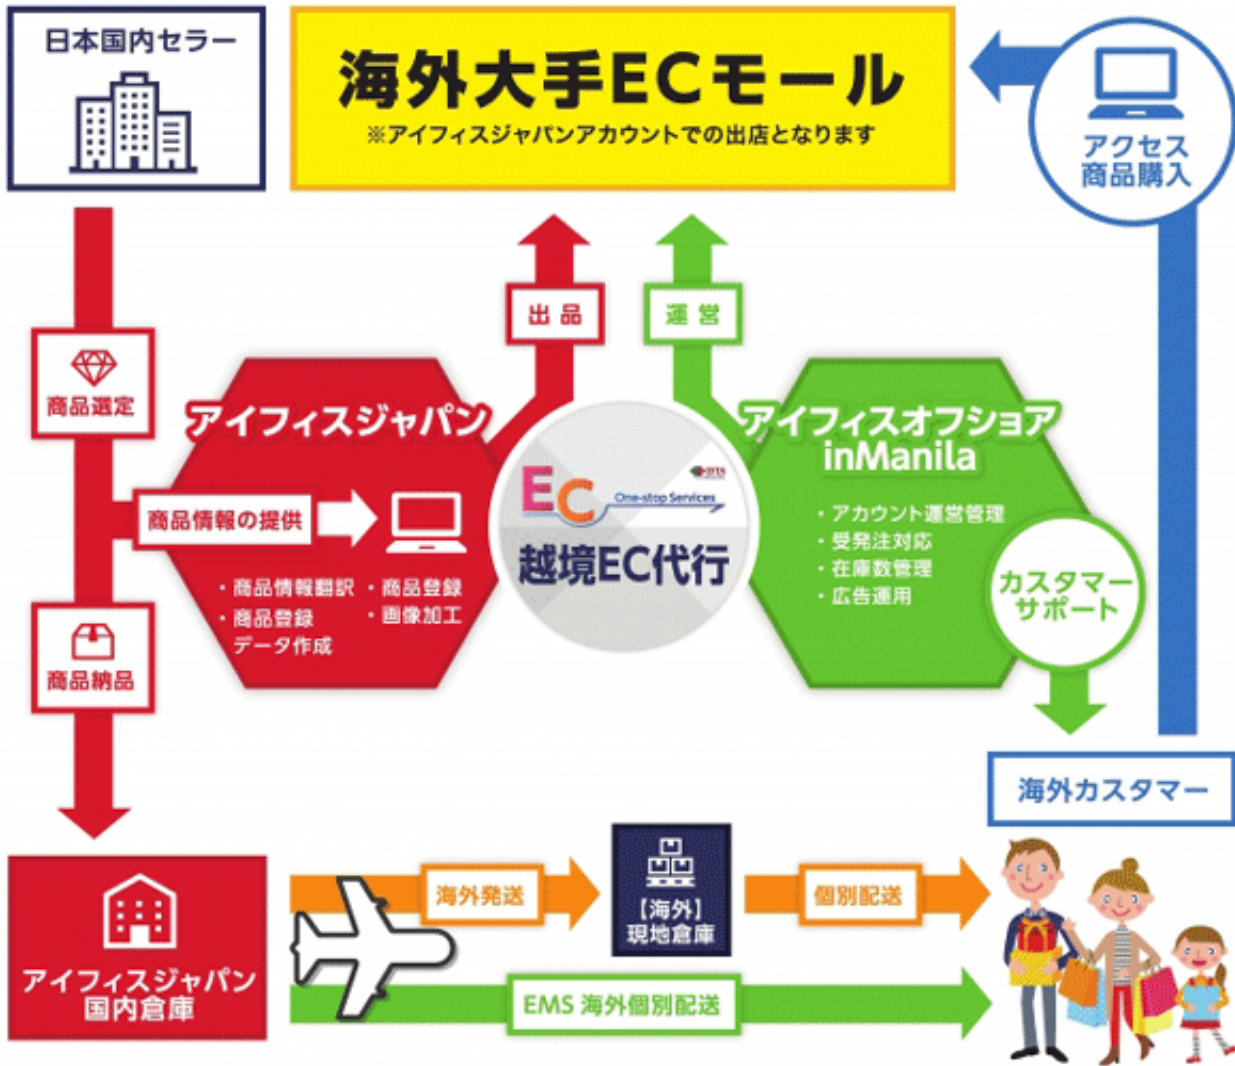 日本国内セラー
海外大手ECモール
※アイフィスジャパンアカウントでの出店となります
アクセス
商品購入
出品
運営
商品選定
アイフィスジャパン
商品情報の提供
・商品情報翻訳
・商品登録
データ作成
・商品登録
・画像加工
EC
IFIS
One-stop Services
越境EC代行
アイフィスオフショア
inManila
・アカウント運営管理
・受発注対応
・在庫数管理
・広告運用
カスタマー
サポート
商品納品
海外カスタマー
アイフィスジャパン
国内倉庫
海外発送
【海外】
現地倉庫
個別配送
EMS 海外個別配送